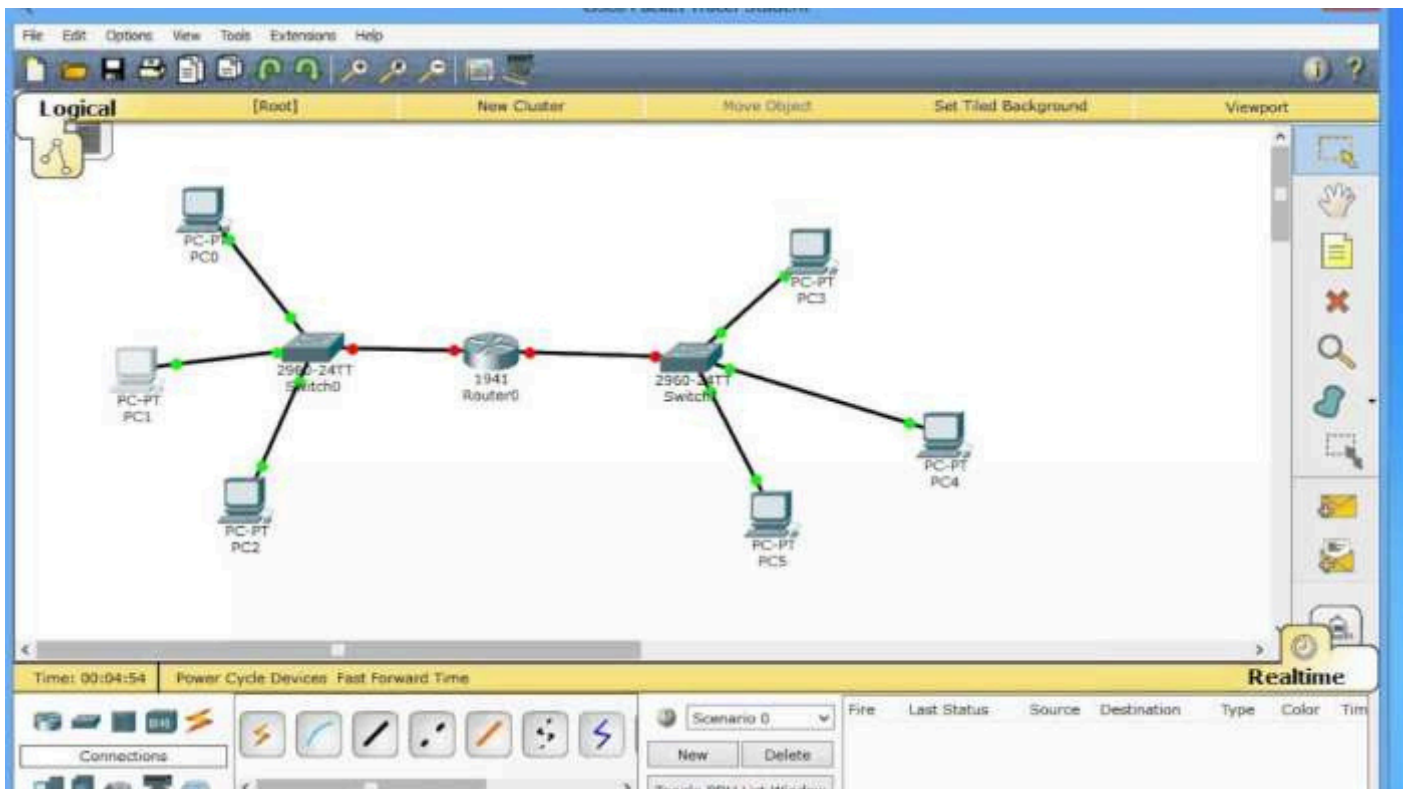 File Edit Options View Tools Extensions Help
Logical [Root] New Cluster Move Object Set Tiled Background Viewport
PC-PT
PC0
PC-PT
PC3
2960-24TT
Switch0
1941
Router0
2960-24TT
PC-PT
PC1
PC-PT
PC4
PC-PT
PC2
PC-PT
PC5
Time: 00:04:54 Power Cycle Devices Fast Forward Time Realtime
Scenario 0 Fire Last Status Source Destination Type Color Tim
Connections New Delete